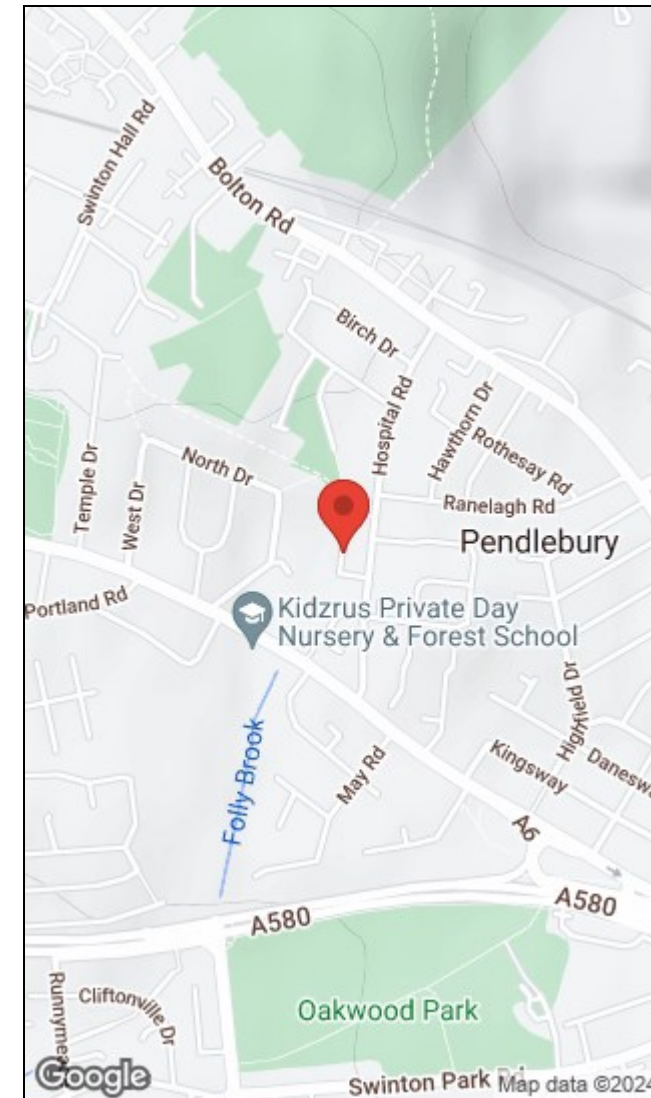 Swinton Hall Rd
Bolton Rd
Birch Dr
Hospital Rd
Hawthorn Dr
Rothesay Rd
North Dr
Temple Dr
West Dr
Ranelagh Rd
Pendlebury
Portland Rd
Kidzrus Private Day
Nursery & Forest School
Highfield Dr
Folly Brook
May Rd
Kingsway
Daneswa
A6
A580
A580
Runnymea
Cliftonville Dr
Oakwood Park
Google
Swinton Park Rd
Map data ©2024